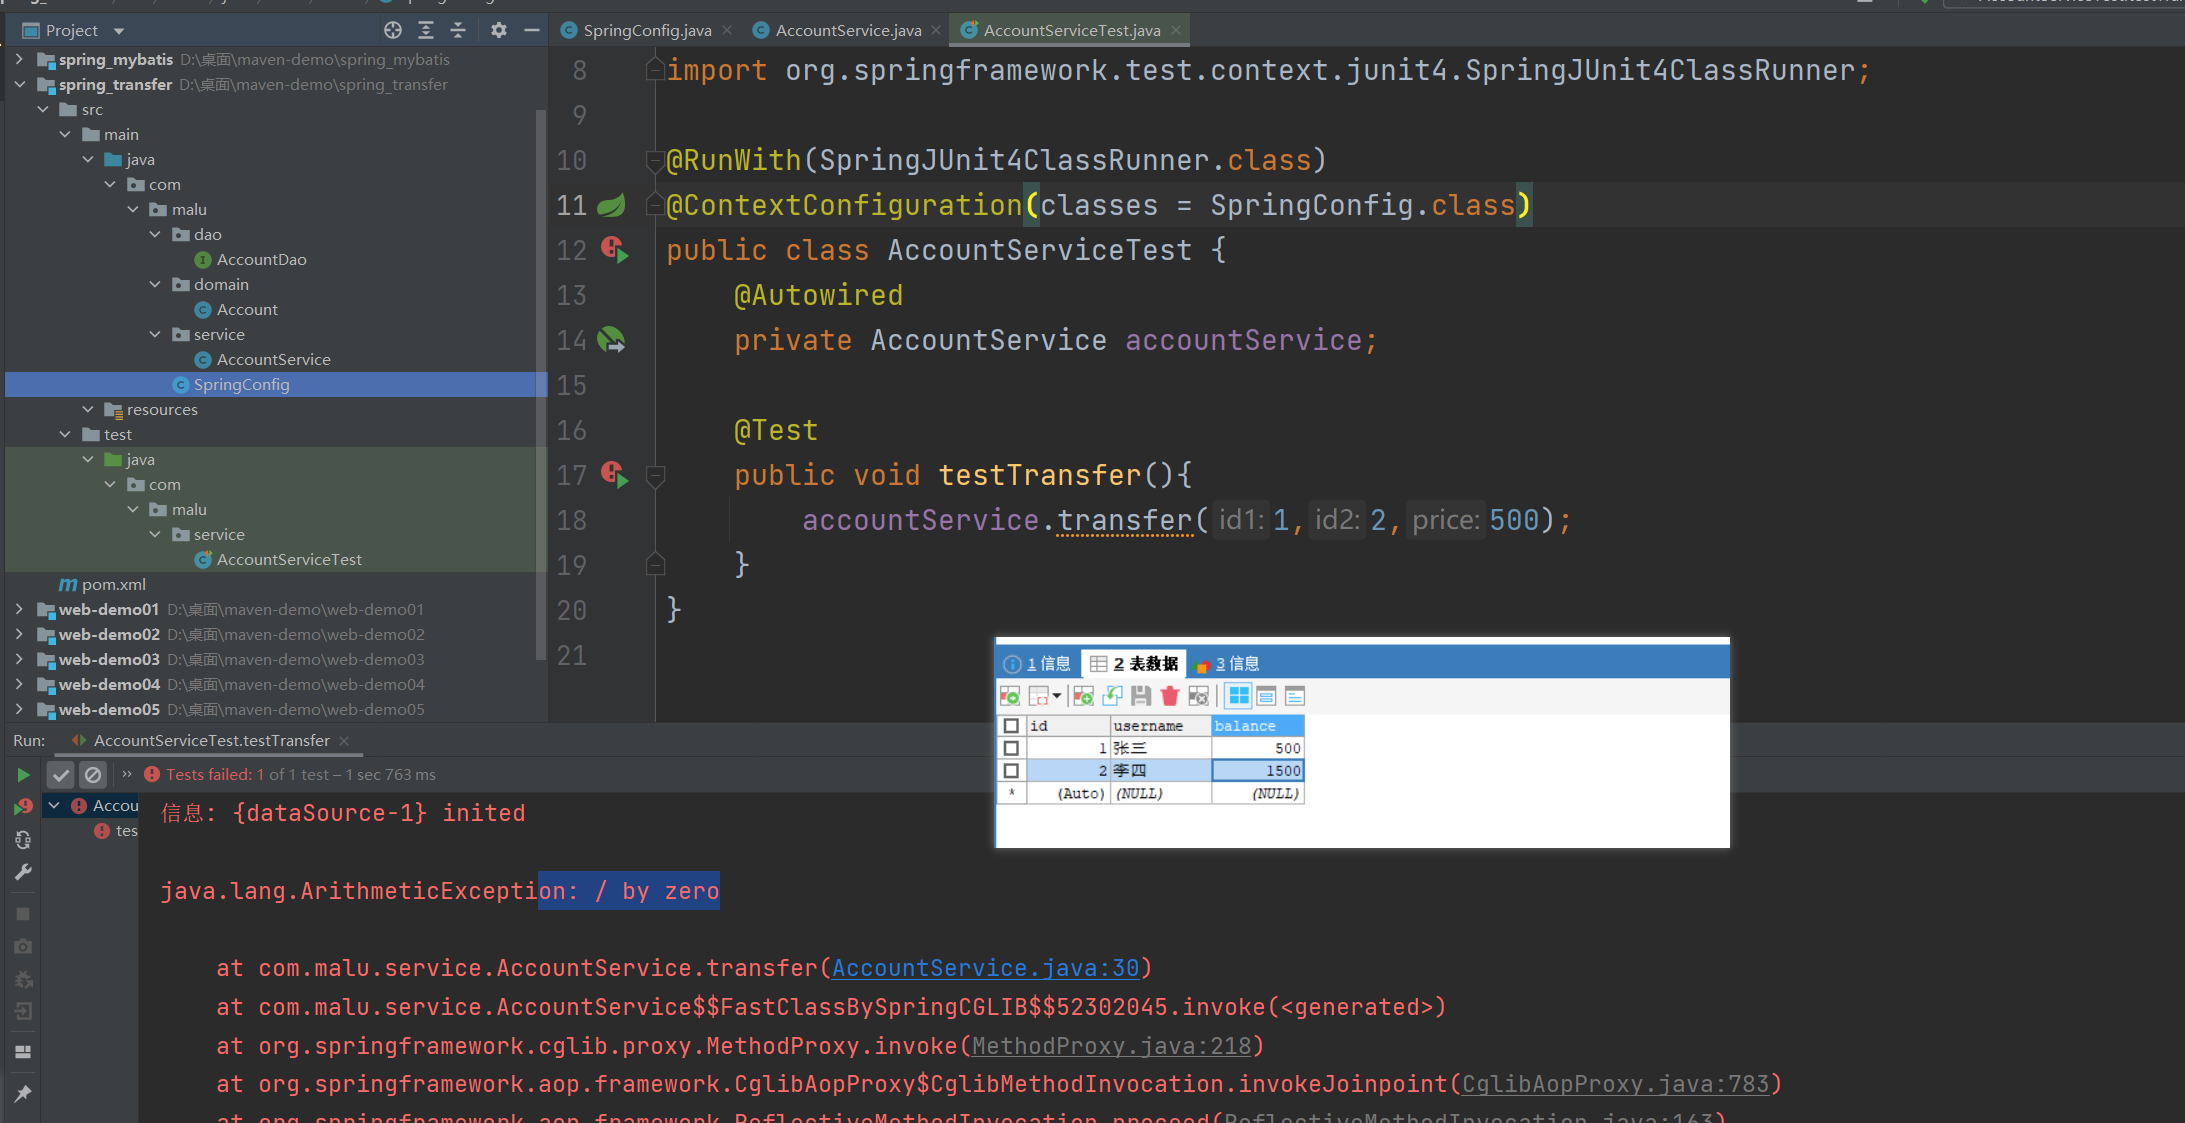 Project
SpringConfig.java
AccountService.java
AccountServiceTest.java
spring_mybatis D:\桌面\maven-demo\spring_mybatis
spring_transfer D:\桌面\maven-demo\spring_transfer
src
main
java
com
malu
dao
AccountDao
domain
Account
service
AccountService
SpringConfig
resources
test
java
com
malu
service
AccountServiceTest
pom.xml
web-demo01 D:\桌面\maven-demo\web-demo01
web-demo02 D:\桌面\maven-demo\web-demo02
web-demo03 D:\桌面\maven-demo\web-demo03
web-demo04 D:\桌面\maven-demo\web-demo04
web-demo05 D:\桌面\maven-demo\web-demo05
8 import org.springframework.test.context.junit4.SpringJUnit4ClassRunner;
9
10 @RunWith(SpringJUnit4ClassRunner.class)
11 @ContextConfiguration(classes = SpringConfig.class)
12 public class AccountServiceTest {
13 @Autowired
14 private AccountService accountService;
15
16 @Test
17 public void testTransfer(){
18 accountService.transfer( id1: 1, id2: 2, price: 500);
19 }
20 }
21
1 信息 2 表数据 3 信息
id username balance
1 张三 500
2 李四 1500
* (Auto) (NULL) (NULL)
Run: AccountServiceTest.testTransfer
Tests failed: 1 of 1 test – 1 sec 763 ms
Accou
tes
信息: {dataSource-1} inited
java.lang.ArithmeticException: / by zero
at com.malu.service.AccountService.transfer(AccountService.java:30)
at com.malu.service.AccountService$$FastClassBySpringCGLIB$$52302045.invoke(<generated>)
at org.springframework.cglib.proxy.MethodProxy.invoke(MethodProxy.java:218)
at org.springframework.aop.framework.CglibAopProxy$CglibMethodInvocation.invokeJoinpoint(CglibAopProxy.java:783)
at org.springframework.aop.framework.ReflectiveMethodInvocation.proceed(ReflectiveMethodInvocation.java:163)